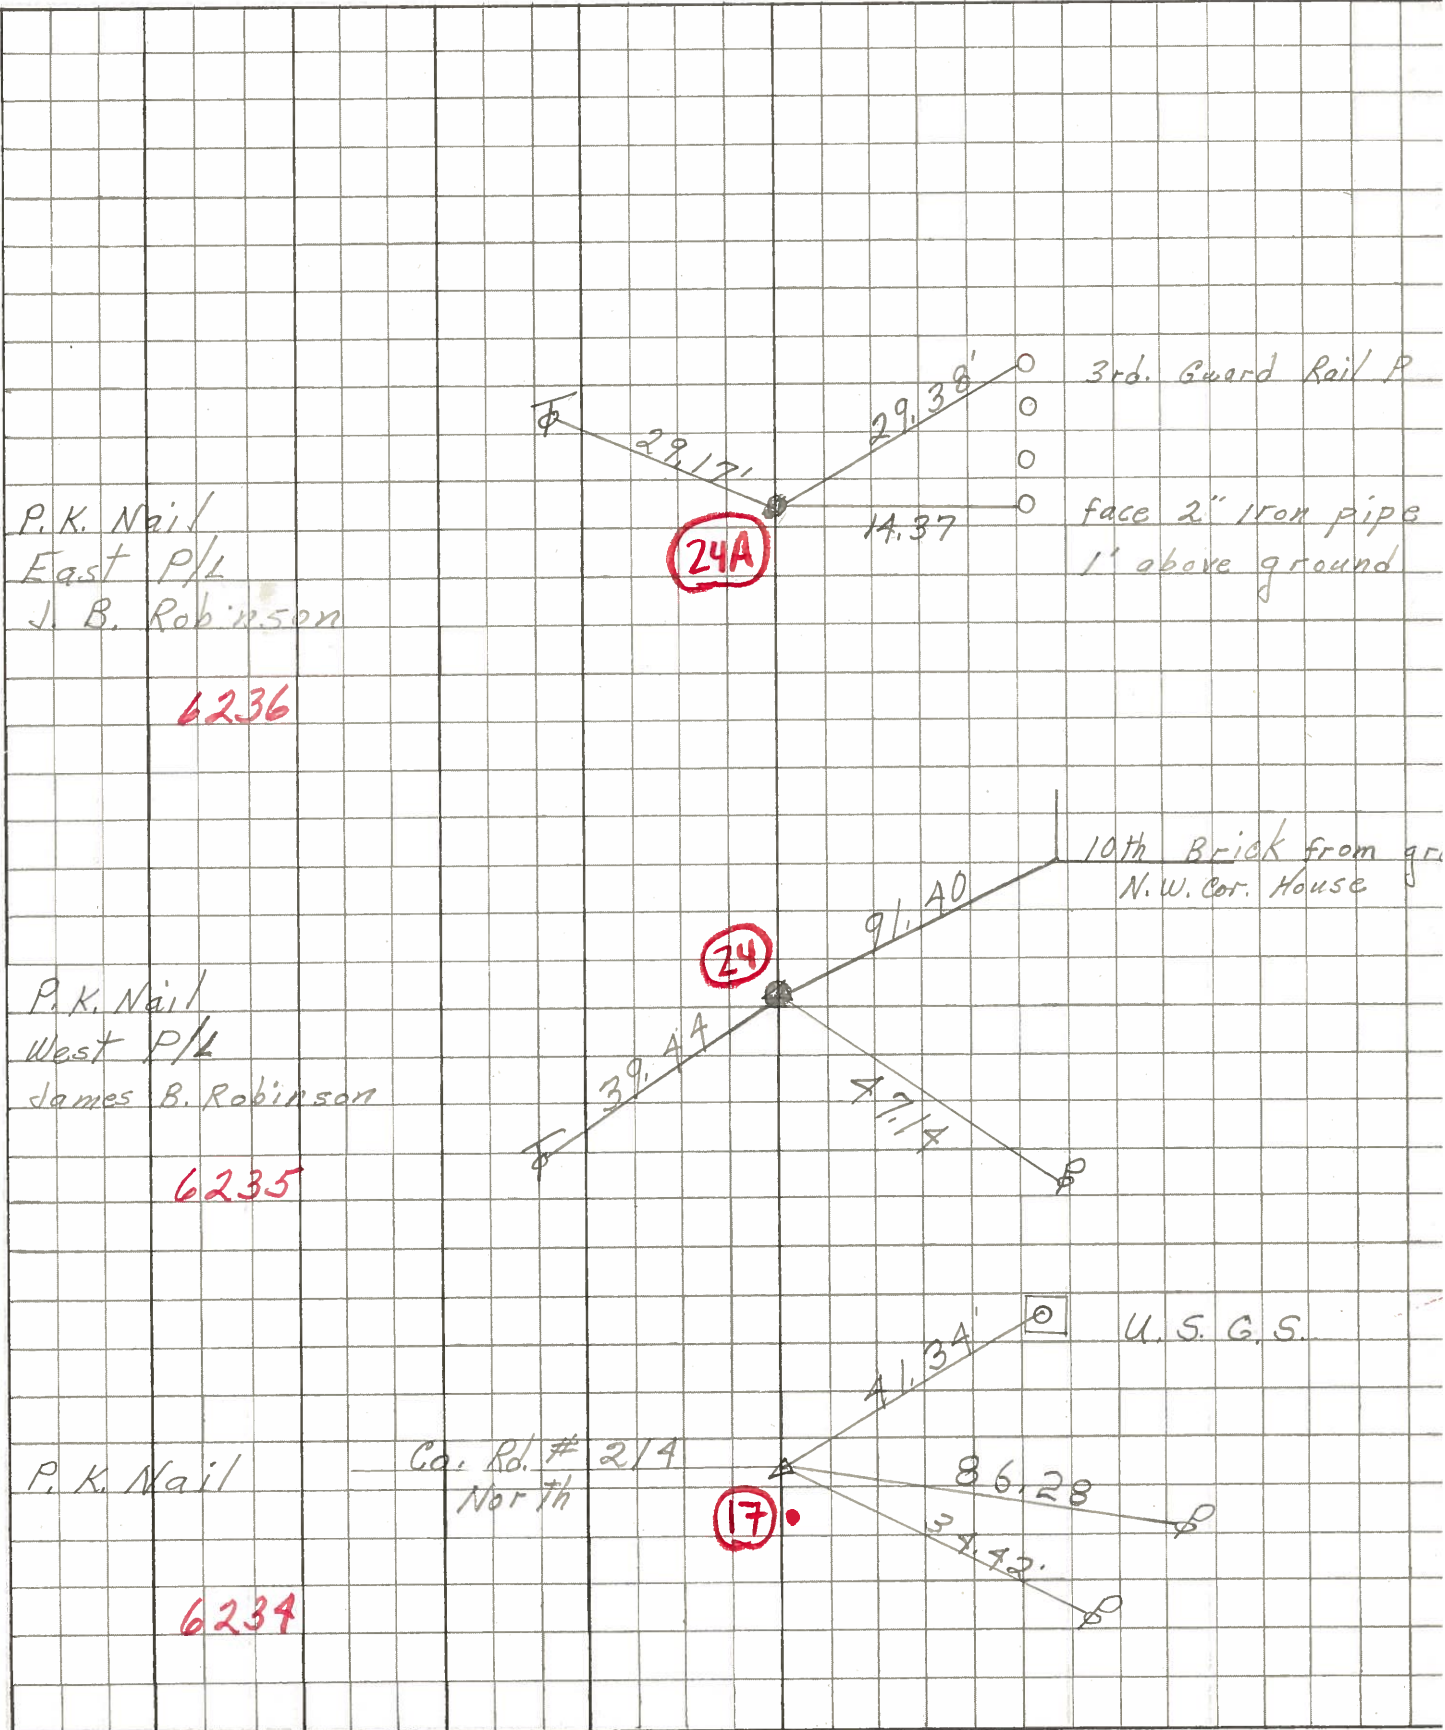 29.38'
3rd. Guard Rail P
29.17'
P.K. Nail
14.37
face 2" Iron pipe
24A
East P/L
1' above ground
J. B. Robinson
6236
10th Brick from gr
N.W. Cor. House
91.40
24
P.K. Nail
39.44
West P/L
47.14
James B. Robinson
6235
41.34'
U.S.G.S.
Co. Rd. # 214
P.K. Nail
86.28
North
17
34.42'
6234